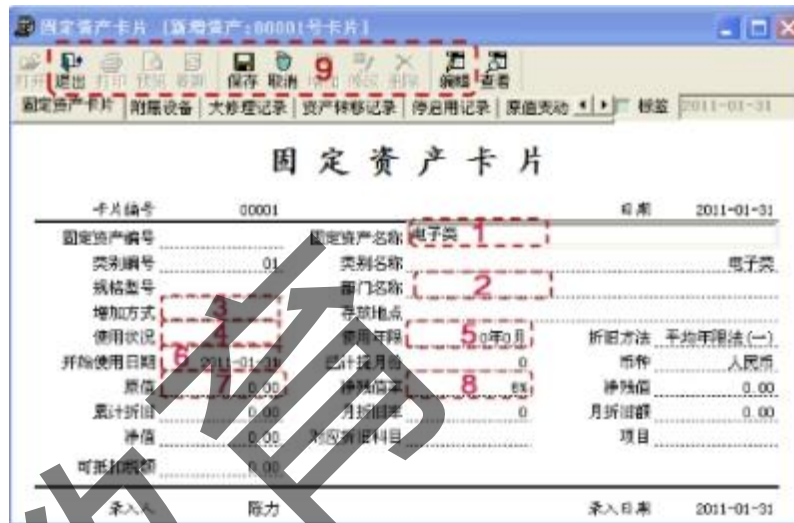 固定资产卡片 [新增资产:00001号卡片]
打开 退出 打印 预览 刷新 保存 取消 增加 修改 删除 编辑 查看
9
固定资产卡片 附属设备 大修理记录 资产转移记录 停启用记录 原值变动 标签 2011-01-31
固定资产卡片
卡片编号 00001 日期 2011-01-31
固定资产编号 固定资产名称 电子类 1
类别编号 01 类别名称 电子类
规格型号 部门名称 2
增加方式 3 存放地点
使用状况 4 使用年限 5 0年0月 折旧方法 平均年限法(一)
开始使用日期 6 2011-01-31 已计提月份 0 币种 人民币
原值 7 0.00 净残值率 8 6% 净残值 0.00
累计折旧 0.00 月折旧率 0 月折旧额 0.00
净值 0.00 对应折旧科目 项目
可抵扣税额 0.00
录入人 陈力 录入日期 2011-01-31
育